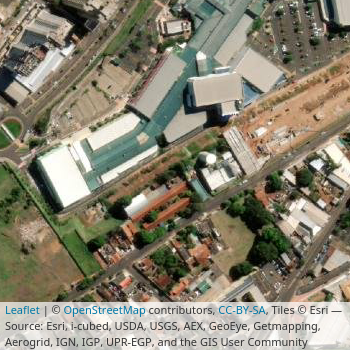 Leaflet | © OpenStreetMap contributors, CC-BY-SA, Tiles © Esri —
Source: Esri, i-cubed, USDA, USGS, AEX, GeoEye, Getmapping,
Aerogrid, IGN, IGP, UPR-EGP, and the GIS User Community